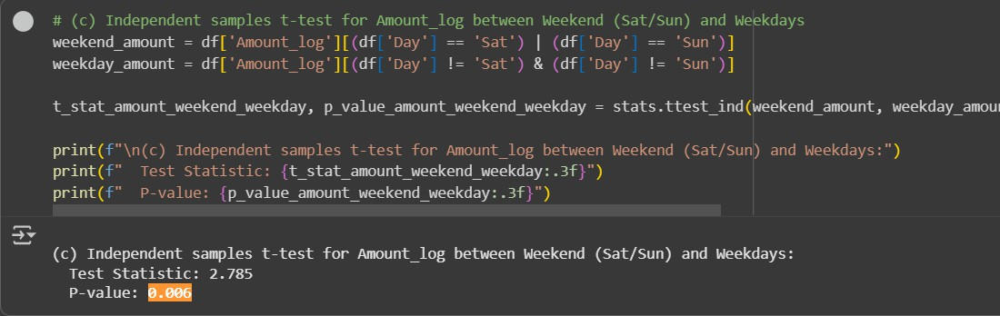 # (c) Independent samples t-test for Amount_log between Weekend (Sat/Sun) and Weekdays
weekend_amount = df['Amount_log'][(df['Day'] == 'Sat') | (df['Day'] == 'Sun')]
weekday_amount = df['Amount_log'][(df['Day'] != 'Sat') & (df['Day'] != 'Sun')]
t_stat_amount_weekend_weekday, p_value_amount_weekend_weekday = stats.ttest_ind(weekend_amount, weekday_amou
print(f"\n(c) Independent samples t-test for Amount_log between Weekend (Sat/Sun) and Weekdays:")
print(f"  Test Statistic: {t_stat_amount_weekend_weekday:.3f}")
print(f"  P-value: {p_value_amount_weekend_weekday:.3f}")
(c) Independent samples t-test for Amount_log between Weekend (Sat/Sun) and Weekdays:
  Test Statistic: 2.785
  P-value: 0.006